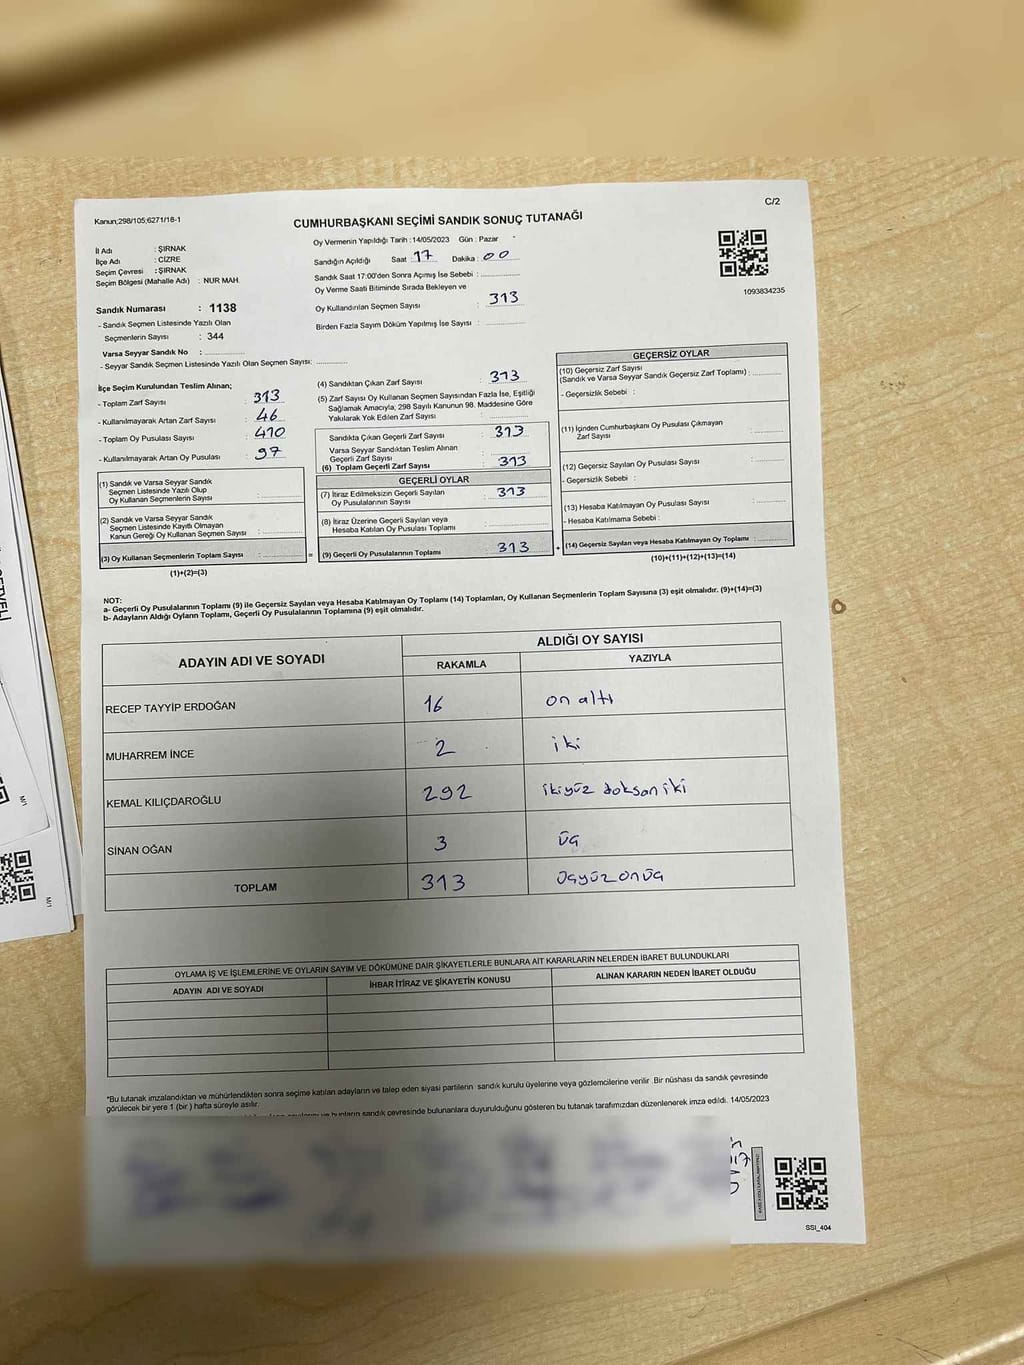 C/2
Kanun;298/105;6271/18-1
CUMHURBAŞKANI SEÇİMİ SANDIK SONUÇ TUTANAĞI
İl Adı : ŞIRNAK
İlçe Adı : CİZRE
Seçim Çevresi : ŞIRNAK
Seçim Bölgesi (Mahalle Adı) : NUR MAH.
Oy Vermenin Yapıldığı Tarih : 14/05/2023 Gün : Pazar
Sandığın Açıldığı Saat 17 Dakika : 00
Sandık Saat 17:00'den Sonra Açımış İse Sebebi :
Oy Verme Saati Bitiminde Sırada Bekleyen ve
Oy Kullandırılan Seçmen Sayısı : 313
Birden Fazla Sayım Döküm Yapılmış İse Sayısı :
1093834235
Sandık Numarası : 1138
- Sandık Seçmen Listesinde Yazılı Olan
Seçmenlerin Sayısı : 344
Varsa Seyyar Sandık No :
- Seyyar Sandık Seçmen Listesinde Yazılı Olan Seçmen Sayısı:
İlçe Seçim Kurulundan Teslim Alınan;
- Toplam Zarf Sayısı : 313
- Kullanılmayarak Artan Zarf Sayısı : 46
- Toplam Oy Pusulası Sayısı : 410
- Kullanılmayarak Artan Oy Pusulası : 97
(1) Sandık ve Varsa Seyyar Sandık
Seçmen Listesinde Yazılı Olup
Oy Kullanan Seçmenlerin Sayısı :
(2) Sandık ve Varsa Seyyar Sandık
Seçmen Listesinde Kayıtlı Olmayan
Kanun Gereği Oy Kullanan Seçmen Sayısı :
(3) Oy Kullanan Seçmenlerin Toplam Sayısı : =
(1)+(2)=(3)
(4) Sandıktan Çıkan Zarf Sayısı : 313
(5) Zarf Sayısı Oy Kullanan Seçmen Sayısından Fazla İse, Eşitliği
Sağlamak Amacıyla; 298 Sayılı Kanunun 98. Maddesine Göre
Yakılarak Yok Edilen Zarf Sayısı :
Sandıkta Çıkan Geçerli Zarf Sayısı : 313
Varsa Seyyar Sandıktan Teslim Alınan
Geçerli Zarf Sayısı :
(6) Toplam Geçerli Zarf Sayısı : 313
GEÇERLİ OYLAR
(7) İtiraz Edilmeksizin Geçerli Sayılan
Oy Pusulalarının Sayısı : 313
(8) İtiraz Üzerine Geçerli Sayılan veya
Hesaba Katılan Oy Pusulası Toplamı :
(9) Geçerli Oy Pusulalarının Toplamı : 313 +
GEÇERSİZ OYLAR
(10) Geçersiz Zarf Sayısı
(Sandık ve Varsa Seyyar Sandık Geçersiz Zarf Toplamı) :
- Geçersizlik Sebebi :
(11) İçinden Cumhurbaşkanı Oy Pusulası Çıkmayan
Zarf Sayısı :
(12) Geçersiz Sayılan Oy Pusulası Sayısı :
- Geçersizlik Sebebi :
(13) Hesaba Katılmayan Oy Pusulası Sayısı :
- Hesaba Katılmama Sebebi :
(14) Geçersiz Sayılan veya Hesaba Katılmayan Oy Toplamı :
(10)+(11)+(12)+(13)=(14)
NOT:
a- Geçerli Oy Pusulalarının Toplamı (9) ile Geçersiz Sayılan veya Hesaba Katılmayan Oy Toplamı (14) Toplamları, Oy Kullanan Seçmenlerin Toplam Sayısına (3) eşit olmalıdır. (9)+(14)=(3)
b- Adayların Aldığı Oyların Toplamı, Geçerli Oy Pusulalarının Toplamına (9) eşit olmalıdır.
ADAYIN ADI VE SOYADI
ALDIĞI OY SAYISI
RAKAMLA YAZIYLA
RECEP TAYYİP ERDOĞAN 16 on altı
MUHARREM İNCE 2 iki
KEMAL KILIÇDAROĞLU 292 ikiyüz doksan iki
SİNAN OĞAN 3 üç
TOPLAM 313 üçyüz onüç
OYLAMA İŞ VE İŞLEMLERİNE VE OYLARIN SAYIM VE DÖKÜMÜNE DAİR ŞİKAYETLERLE BUNLARA AİT KARARLARIN NELERDEN İBARET BULUNDUKLARI
ADAYIN ADI VE SOYADI İHBAR İTİRAZ VE ŞİKAYETİN KONUSU ALINAN KARARIN NEDEN İBARET OLDUĞU
*Bu tutanak imzalandıktan ve mühürlendikten sonra seçime katılan adayların ve talep eden siyasi partilerin sandık kurulu üyelerine veya gözlemcilerine verilir .Bir nüshası da sandık çevresinde
görülecek bir yere 1 (bir ) hafta süreyle asılır.
bunların sandık çevresinde bulunanlara duyurulduğunu gösteren bu tutanak tarafımızdan düzenlenerek imza edildi. 14/05/2023
SSI_404
M/1
M/1